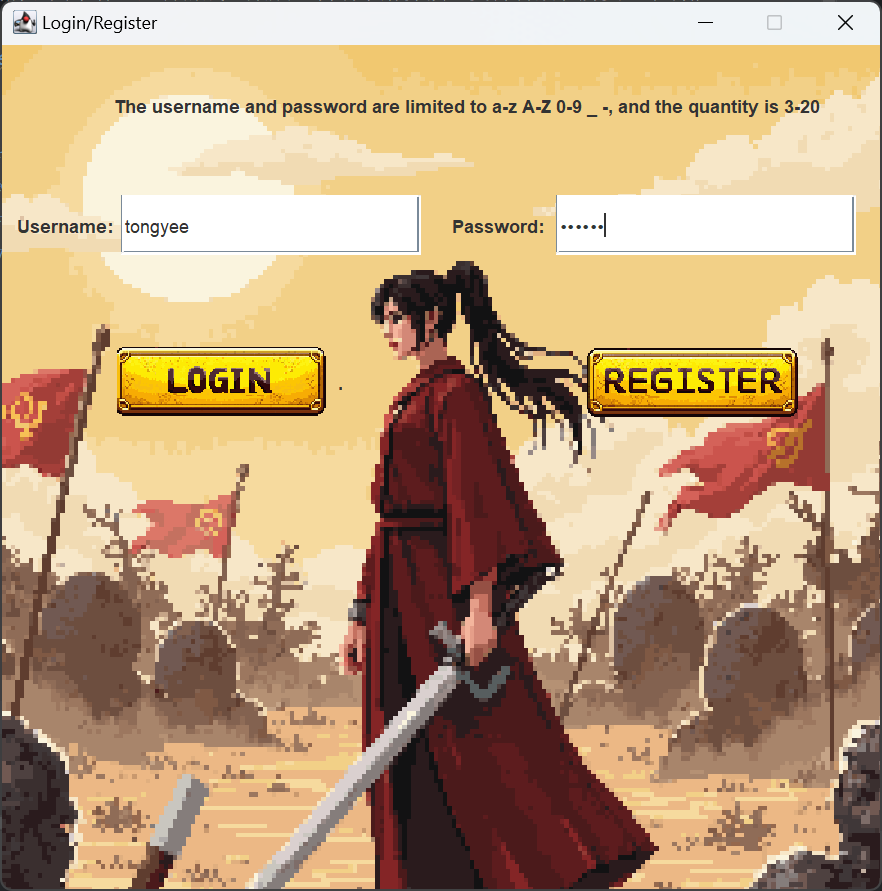 Login/Register
The username and password are limited to a-z A-Z 0-9 _ -, and the quantity is 3-20
Username: tongyee Password: ••••••
LOGIN REGISTER